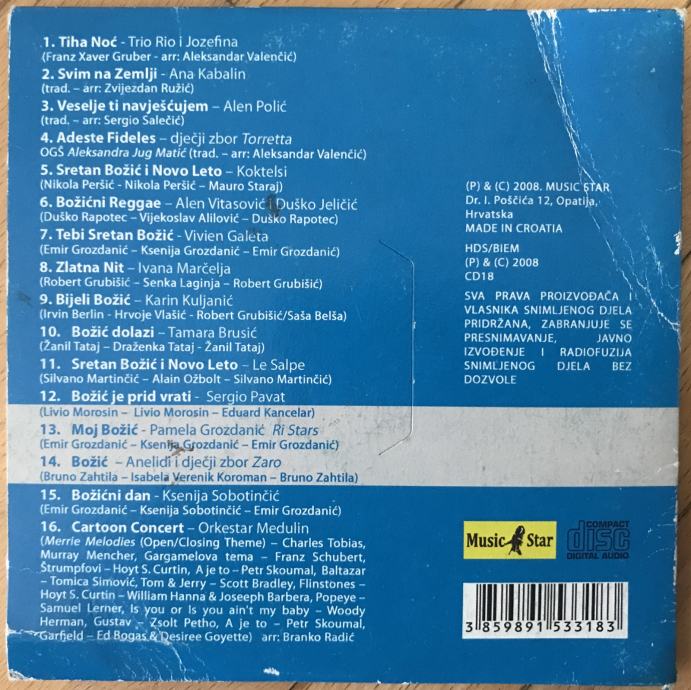 1. Tiha Noć - Trio Rio i Jozefina
(Franz Xaver Gruber - arr: Aleksandar Valenčić)
2. Svim na Zemlji - Ana Kabalin
(trad. – arr: Zvijezdan Ružić)
3. Veselje ti navješćujem – Alen Polić
(trad. – arr: Sergio Salečić)
4. Adeste Fideles – dječji zbor Torretta
OGŠ Aleksandra Jug Matić (trad. – arr: Aleksandar Valenčić)
5. Sretan Božić i Novo Leto – Koktelsi
(Nikola Peršić - Nikola Peršić – Mauro Staraj)
6. Božićni Reggae – Alen Vitasović i Duško Jeličić
(Duško Rapotec – Vijekoslav Alilović – Duško Rapotec)
7. Tebi Sretan Božić - Vivien Galeta
(Emir Grozdanić – Ksenija Grozdanić – Emir Grozdanić)
8. Zlatna Nit – Ivana Marčelja
(Robert Grubišić – Senka Laginja – Robert Grubišić)
9. Bijeli Božić – Karin Kuljanić
(Irvin Berlin - Hrvoje Vlašić - Robert Grubišić/Saša Belša)
10. Božić dolazi – Tamara Brusić
(Žanil Tataj – Draženka Tataj - Žanil Tataj)
11. Sretan Božić i Novo Leto – Le Salpe
(Silvano Martinčić – Alain Ožbolt – Silvano Martinčić)
12. Božić je prid vrati – Sergio Pavat
(Livio Morosin – Livio Morosin – Eduard Kancelar)
13. Moj Božić - Pamela Grozdanić Ri Stars
(Emir Grozdanić – Ksenija Grozdanić – Emir Grozdanić)
14. Božić – Anelidi i dječji zbor Zaro
(Bruno Zahtila – Isabela Verenik Koroman – Bruno Zahtila)
15. Božićni dan - Ksenija Sobotinčić
(Emir Grozdanić – Ksenija Sobotinčić – Emir Grozdanić)
16. Cartoon Concert – Orkestar Medulin
(Merrie Melodies (Open/Closing Theme) – Charles Tobias,
Murray Mencher, Gargamelova tema – Franz Schubert,
Štrumpfovi – Hoyt S. Curtin, A je to – Petr Skoumal, Baltazar
– Tomica Simović, Tom & Jerry – Scott Bradley, Flinstones –
Hoyt S. Curtin – William Hanna & Joseeph Barbera, Popeye –
Samuel Lerner, Is you or Is you ain't my baby – Woody
Herman, Gustav – Zsolt Petho, A je to – Petr Skoumal,
Garfield – Ed Bogas & Desiree Goyette) arr: Branko Radić
(P) & (C) 2008. MUSIC STAR
Dr. I. Poščića 12, Opatija,
Hrvatska
MADE IN CROATIA
HDS/BIEM
(P) & (C) 2008
CD18
SVA PRAVA PROIZVOĐAČA I
VLASNIKA SNIMLJENOG DJELA
PRIDRŽANA, ZABRANJUJE SE
PRESNIMAVANJE, JAVNO
IZVOĐENJE I RADIOFUZIJA
SNIMLJENOG DJELA BEZ
DOZVOLE
Music Star
COMPACT
disc
DIGITAL AUDIO
3 859891 533183